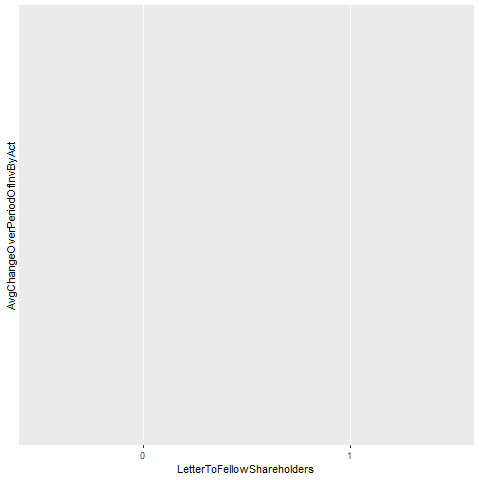 AvgChangeOverPeriodOfInvByAct
0 1
LetterToFellowShareholders